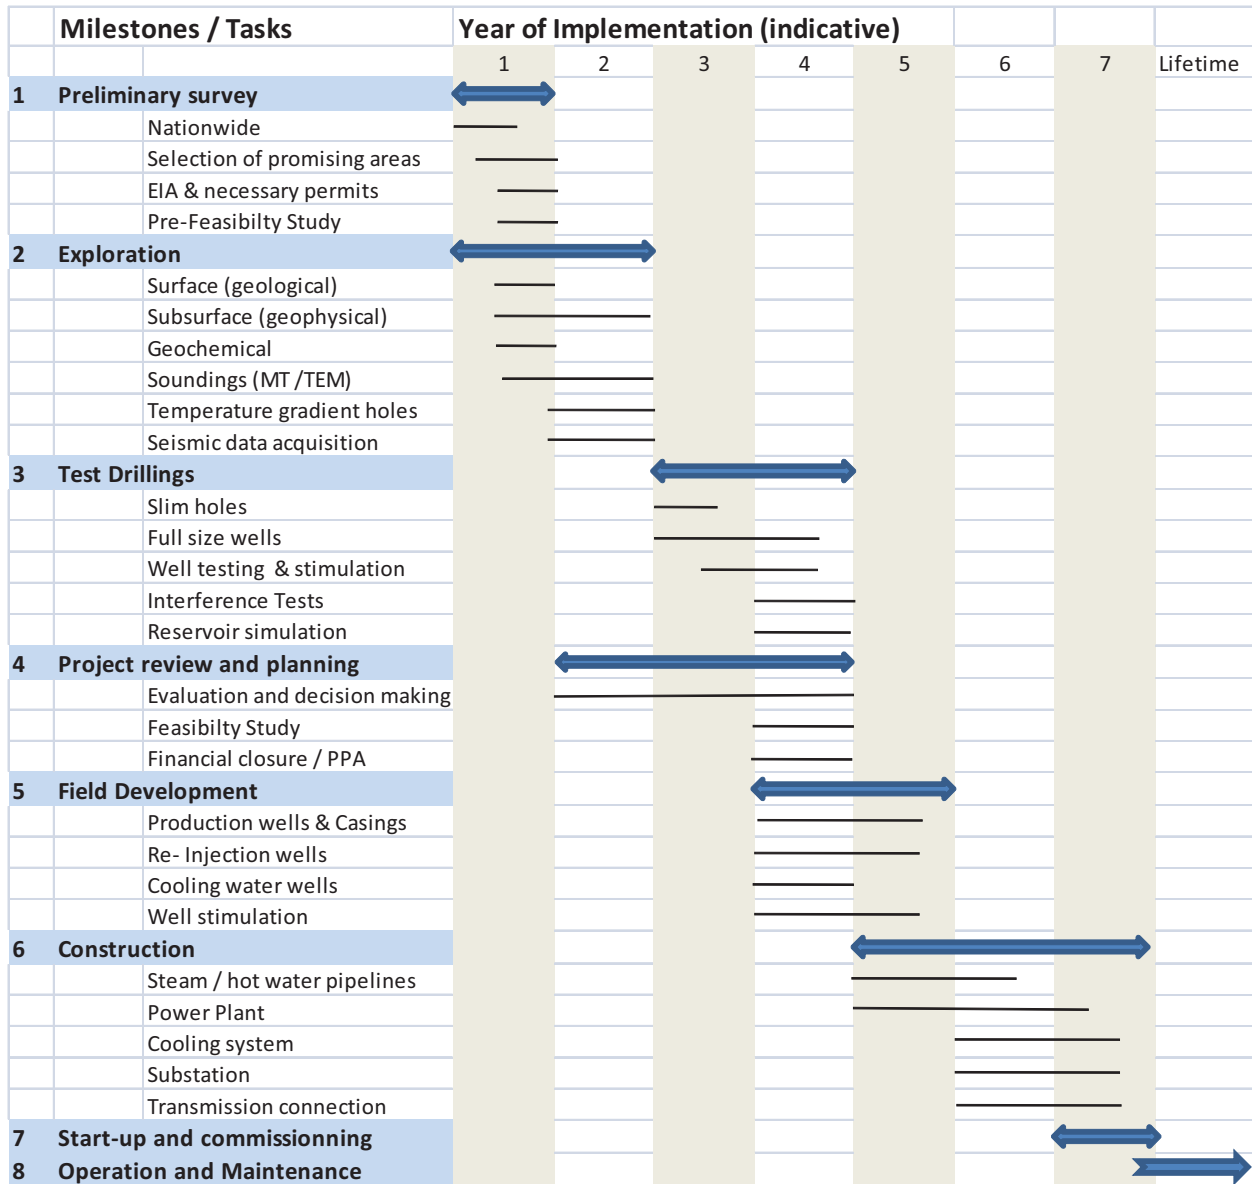 Milestones / Tasks Year of Implementation (indicative)
1 2 3 4 5 6 7 Lifetime
1 Preliminary survey
Nationwide
Selection of promising areas
EIA & necessary permits
Pre-Feasibilty Study
2 Exploration
Surface (geological)
Subsurface (geophysical)
Geochemical
Soundings (MT /TEM)
Temperature gradient holes
Seismic data acquisition
3 Test Drillings
Slim holes
Full size wells
Well testing & stimulation
Interference Tests
Reservoir simulation
4 Project review and planning
Evaluation and decision making
Feasibilty Study
Financial closure / PPA
5 Field Development
Production wells & Casings
Re- Injection wells
Cooling water wells
Well stimulation
6 Construction
Steam / hot water pipelines
Power Plant
Cooling system
Substation
Transmission connection
7 Start-up and commissionning
8 Operation and Maintenance